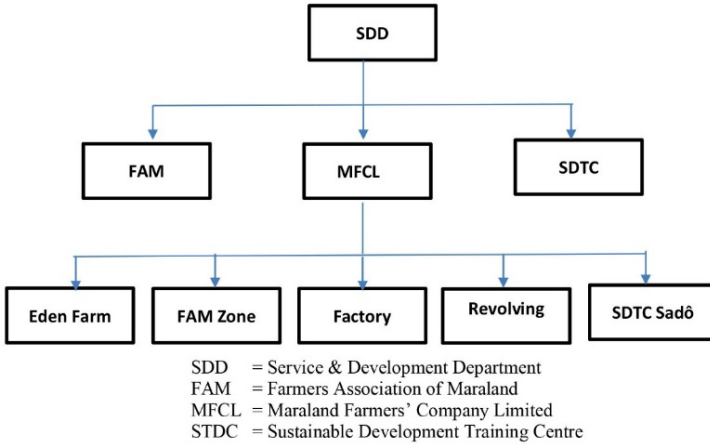 SDD
FAM
MFCL
SDTC
Eden Farm
FAM Zone
Factory
Revolving
SDTC Sadô
SDD = Service & Development Department
FAM = Farmers Association of Maraland
MFCL = Maraland Farmers’ Company Limited
STDC = Sustainable Development Training Centre